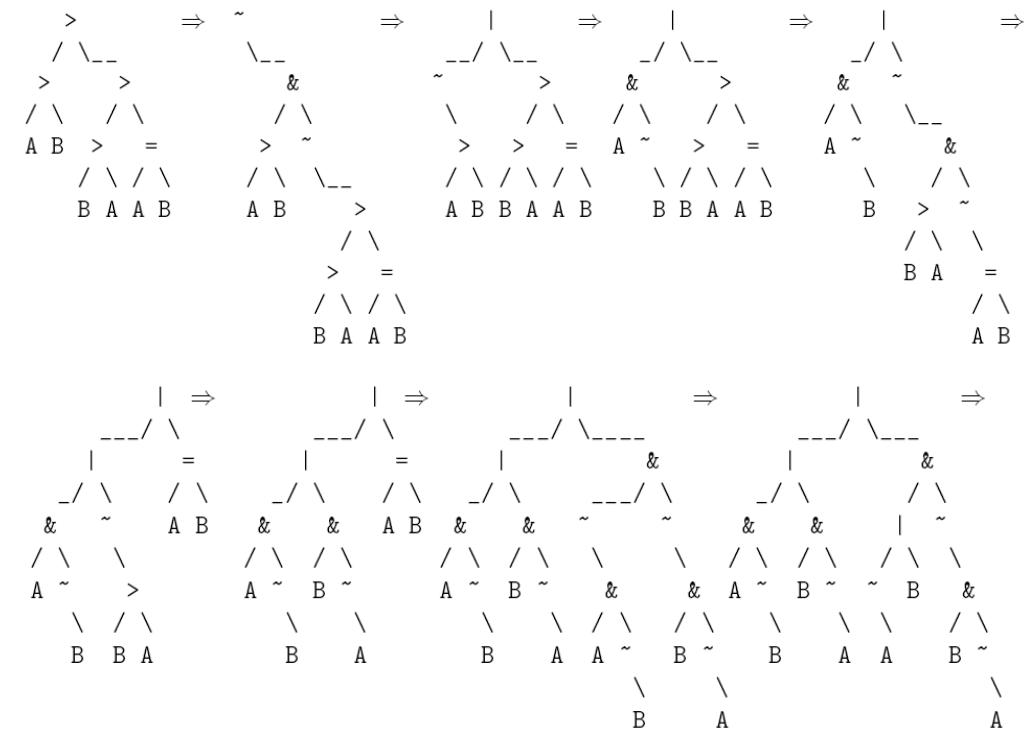 > ⇒ ~ ⇒ | ⇒ | ⇒ | ⇒
/ \__ \__ __/ \__ _/ \__ _/ \
> > & ~ > & > & ~
/ \ / \ / \ \ / \ / \ / \ / \ \__
A B > = > ~ > > = A ~ > = A ~ &
/ \ / \ / \ \__ / \ / \ / \ \ / \ / \ \ / \
B A A B A B > A B B A A B B B A A B B > ~
/ \ / \ \
> = B A =
/ \ / \ / \
B A A B A B
| ⇒ | ⇒ | ⇒ | ⇒
___/ \ ___/ \ ___/ \____ ___/ \___
| = | = | & | &
_/ \ / \ _/ \ / \ _/ \ ___/ \ _/ \ / \
& ~ A B & & A B & & ~ ~ & & | ~
/ \ \ / \ / \ / \ / \ \ \ / \ / \ / \ \
A ~ > A ~ B ~ A ~ B ~ & & A ~ B ~ ~ B &
\ / \ \ \ \ \ / \ / \ \ \ \ / \
B B A B A B A A ~ B ~ B A A B ~
\ \ \
B A A